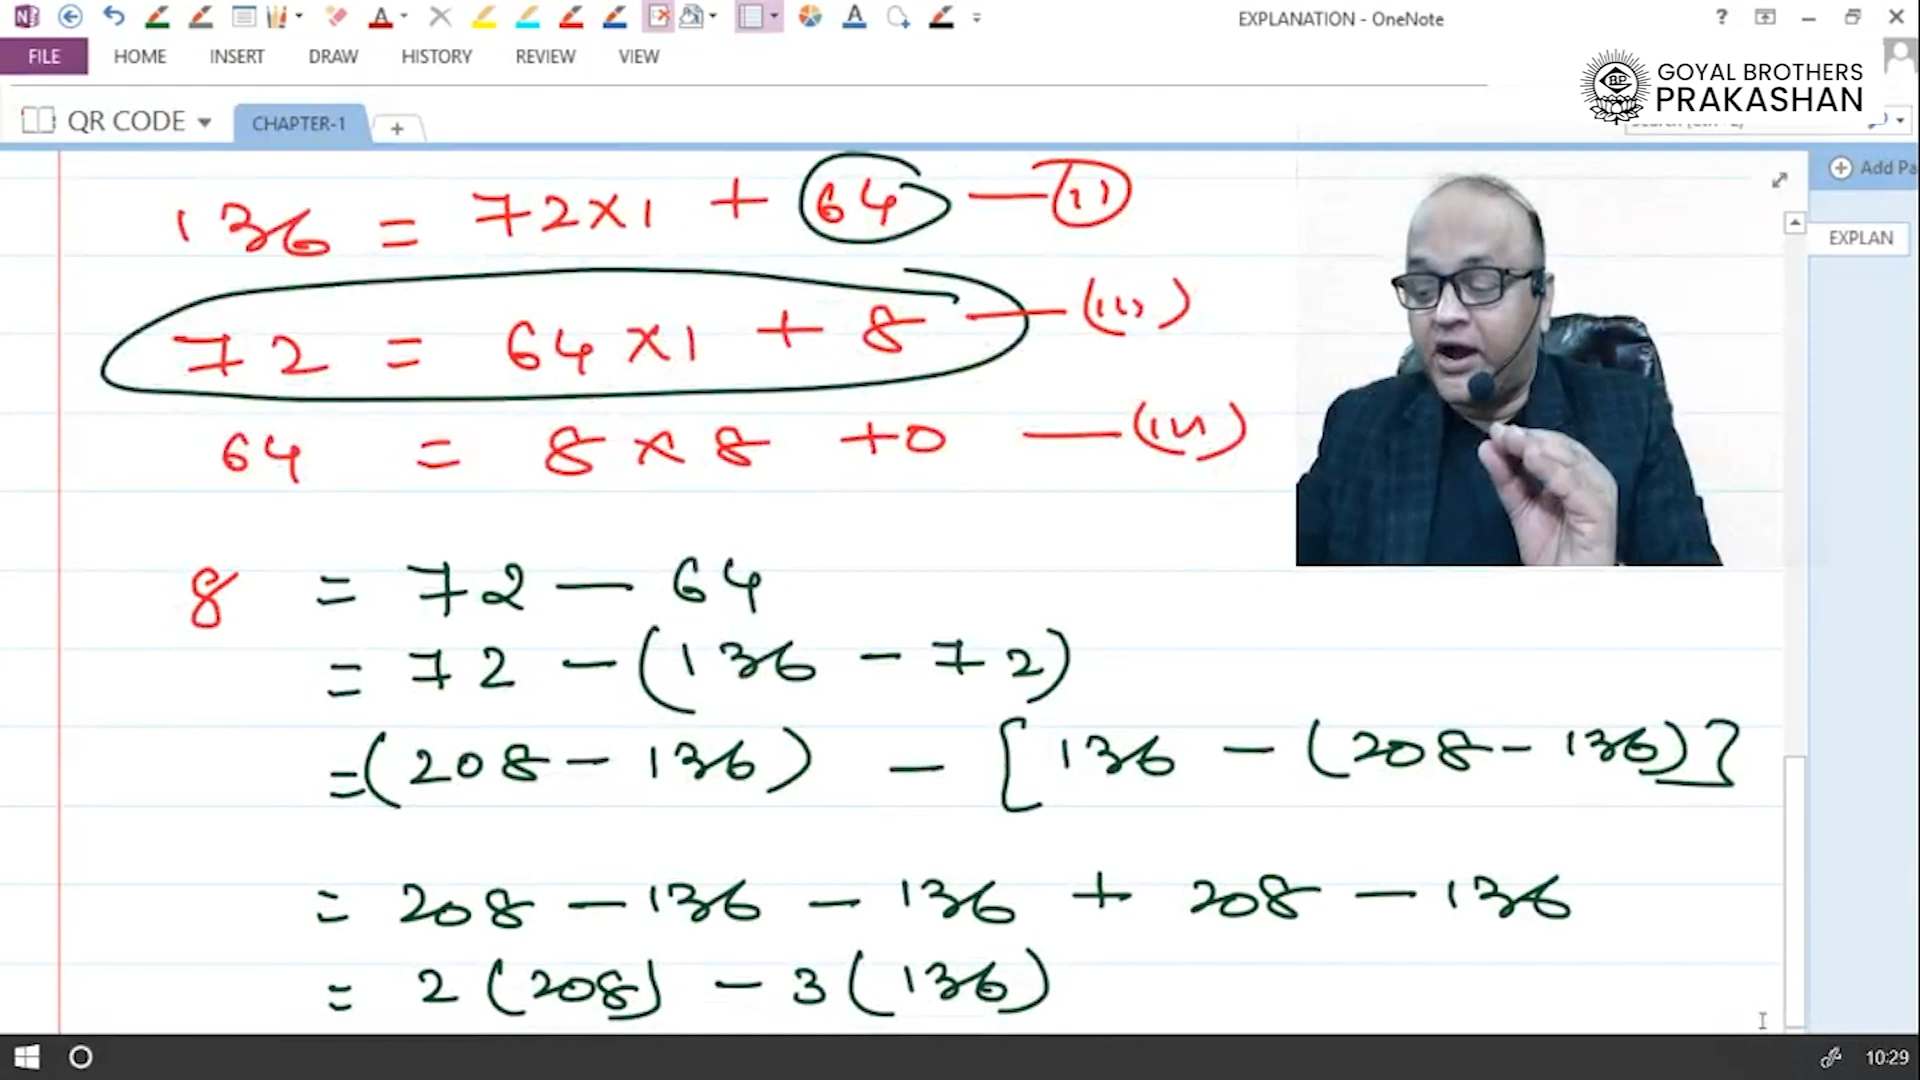 EXPLANATION - OneNote
FILE HOME INSERT DRAW HISTORY REVIEW VIEW
GOYAL BROTHERS
PRAKASHAN
QR CODE CHAPTER-1 +
Add Pa
EXPLAN
136 = 72×1 + 64 — (ii)
72 = 64×1 + 8 — (iii)
64 = 8×8 +0 — (iv)
8 = 72 — 64
= 72 – (136 – 72)
=(208 – 136) – [136 – (208 – 136)]
= 208 – 136 – 136 + 208 – 136
= 2(208) – 3(136)
10:29